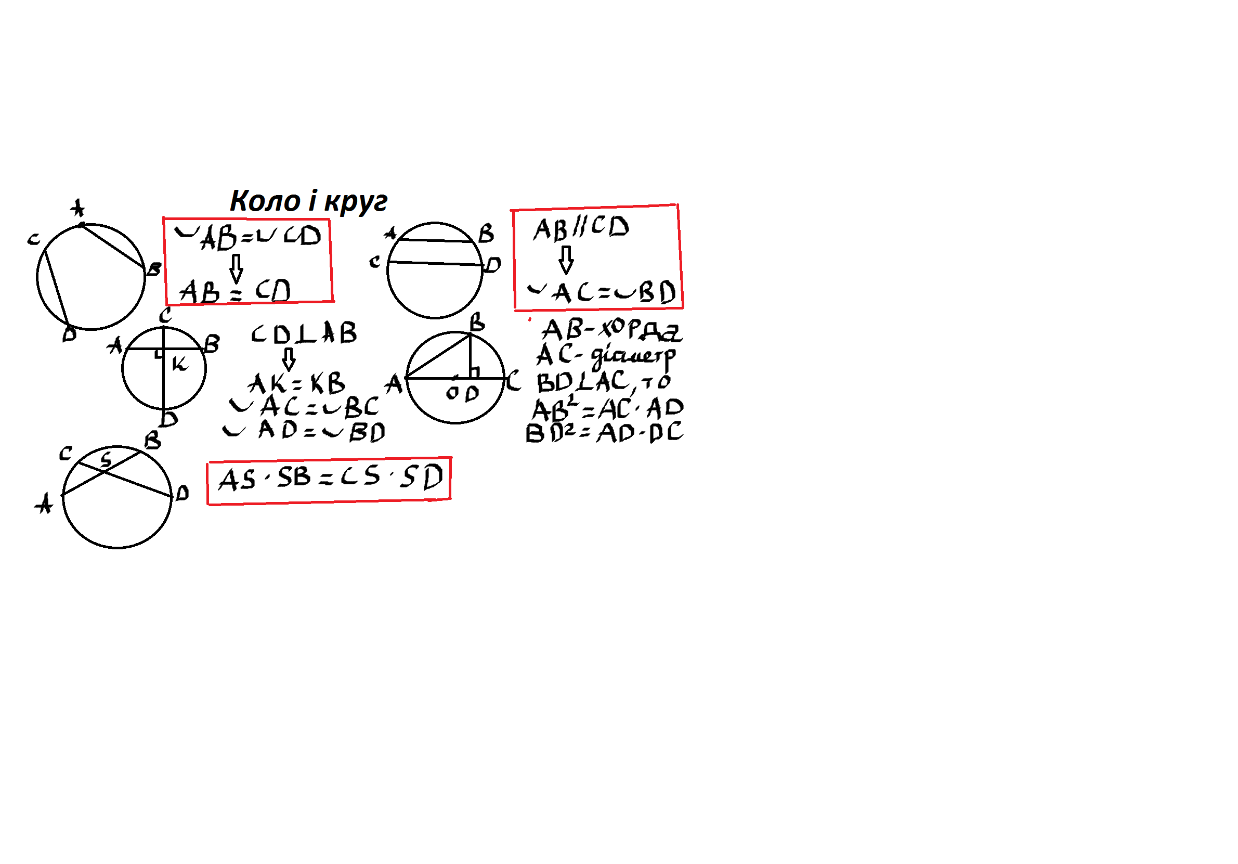 Коло і круг
A
C
B
D
◡AB=◡CD
⇓
AB=CD
A
B
C
D
AB//CD
⇓
◡AC=◡BD
C
A
B
K
D
CD⊥AB
⇓
AK=KB
◡AC=◡BC
◡AD=◡BD
B
A
C
O D
AB-хорда
AC-діаметр
BD⊥AC, то
AB²=AC·AD
BD²=AD·DC
C
S
B
A
D
AS·SB=CS·SD